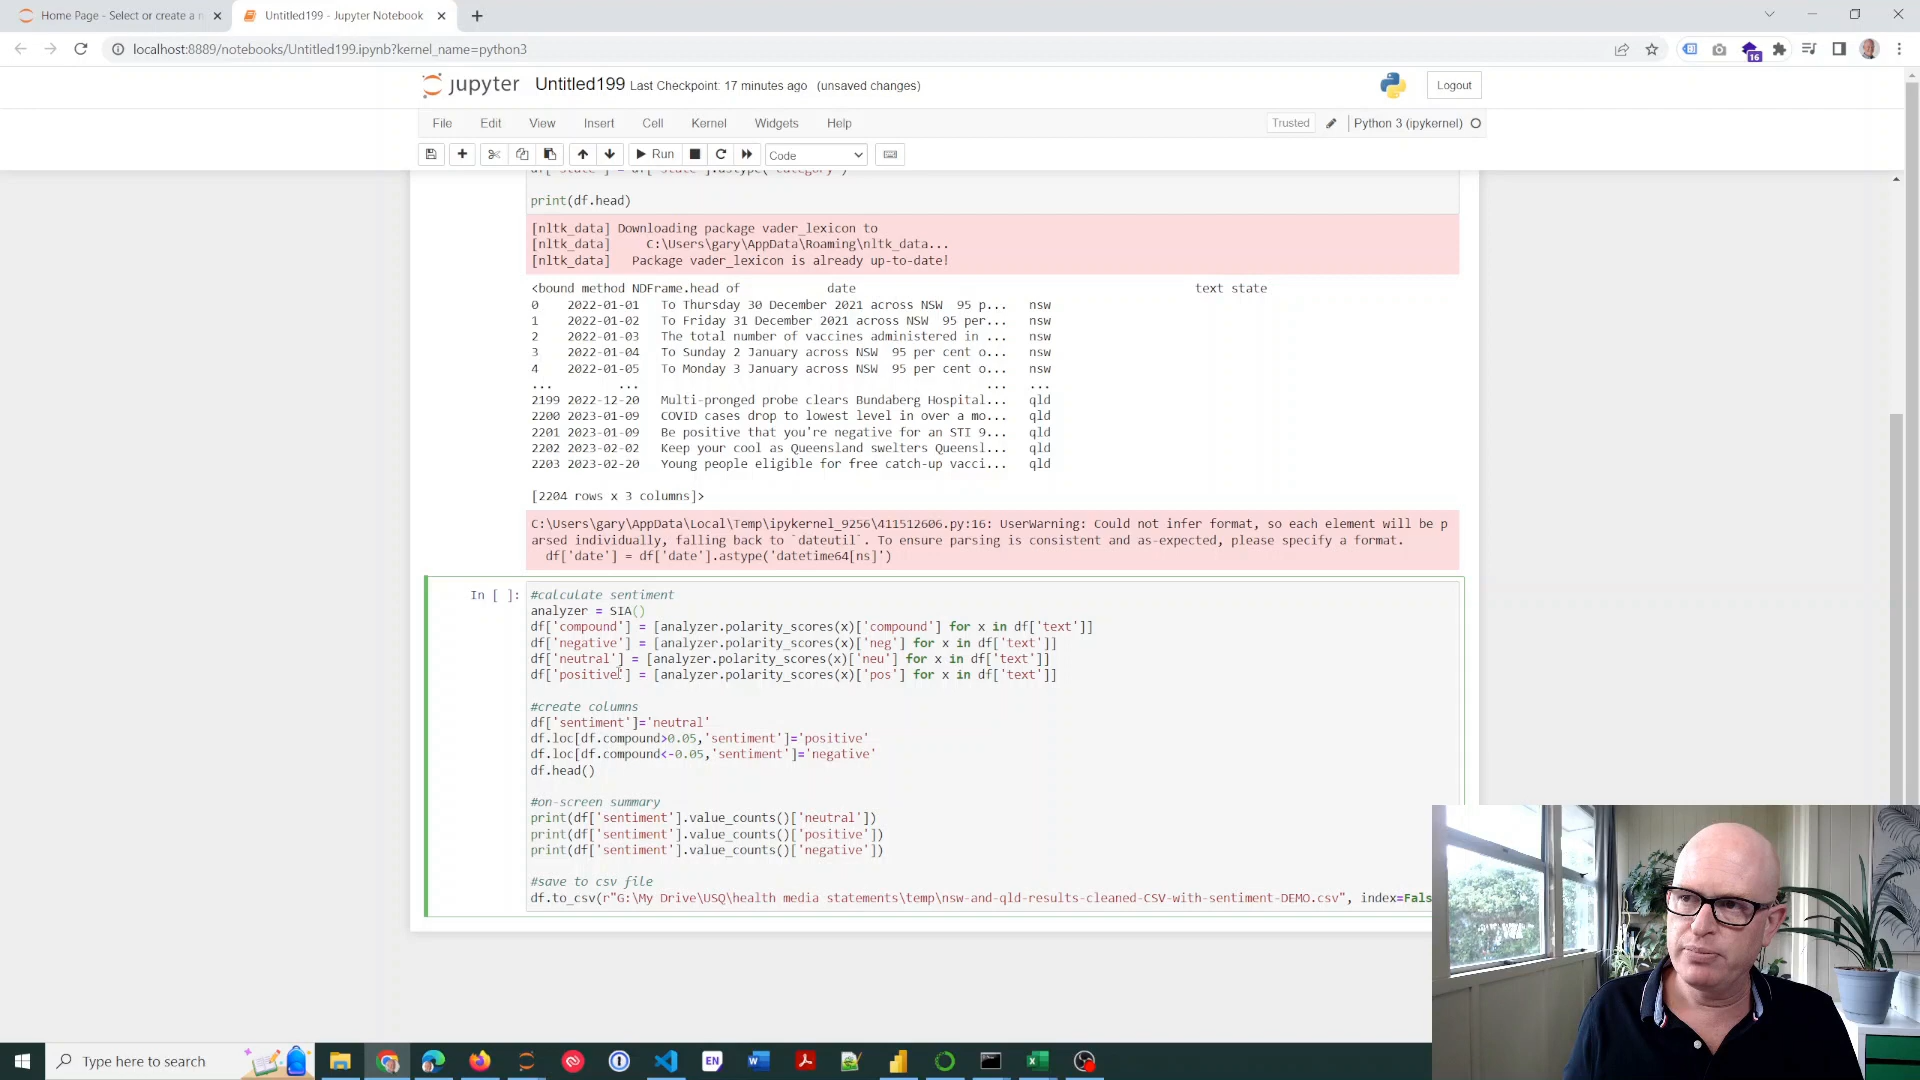 Home Page - Select or create a n
Untitled199 - Jupyter Notebook
localhost:8889/notebooks/Untitled199.ipynb?kernel_name=python3
16
jupyter Untitled199 Last Checkpoint: 17 minutes ago (unsaved changes)
Logout
File Edit View Insert Cell Kernel Widgets Help
Trusted
Python 3 (ipykernel)
Run
Code
df['state'] = df['state'].astype('category')
print(df.head)
[nltk_data] Downloading package vader_lexicon to
[nltk_data]     C:\Users\gary\AppData\Roaming\nltk_data...
[nltk_data]   Package vader_lexicon is already up-to-date!
<bound method NDFrame.head of            date                                               text state
0    2022-01-01   To Thursday 30 December 2021 across NSW  95 p...   nsw
1    2022-01-02   To Friday 31 December 2021 across NSW  95 per...   nsw
2    2022-01-03   The total number of vaccines administered in ...   nsw
3    2022-01-04   To Sunday 2 January across NSW  95 per cent o...   nsw
4    2022-01-05   To Monday 3 January across NSW  95 per cent o...   nsw
...         ...                                                ...   ...
2199 2022-12-20   Multi-pronged probe clears Bundaberg Hospital...   qld
2200 2023-01-09   COVID cases drop to lowest level in over a mo...   qld
2201 2023-01-09   Be positive that you're negative for an STI 9...   qld
2202 2023-02-02   Keep your cool as Queensland swelters Queensl...   qld
2203 2023-02-20   Young people eligible for free catch-up vacci...   qld
[2204 rows x 3 columns]>
C:\Users\gary\AppData\Local\Temp\ipykernel_9256\411512606.py:16: UserWarning: Could not infer format, so each element will be p
arsed individually, falling back to `dateutil`. To ensure parsing is consistent and as-expected, please specify a format.
  df['date'] = df['date'].astype('datetime64[ns]')
In [ ]: #calculate sentiment
analyzer = SIA()
df['compound'] = [analyzer.polarity_scores(x)['compound'] for x in df['text']]
df['negative'] = [analyzer.polarity_scores(x)['neg'] for x in df['text']]
df['neutral'] = [analyzer.polarity_scores(x)['neu'] for x in df['text']]
df['positive'] = [analyzer.polarity_scores(x)['pos'] for x in df['text']]
#create columns
df['sentiment']='neutral'
df.loc[df.compound>0.05,'sentiment']='positive'
df.loc[df.compound<-0.05,'sentiment']='negative'
df.head()
#on-screen summary
print(df['sentiment'].value_counts()['neutral'])
print(df['sentiment'].value_counts()['positive'])
print(df['sentiment'].value_counts()['negative'])
#save to csv file
df.to_csv(r"G:\My Drive\USQ\health media statements\temp\nsw-and-qld-results-cleaned-CSV-with-sentiment-DEMO.csv", index=Fals
Type here to search
EN